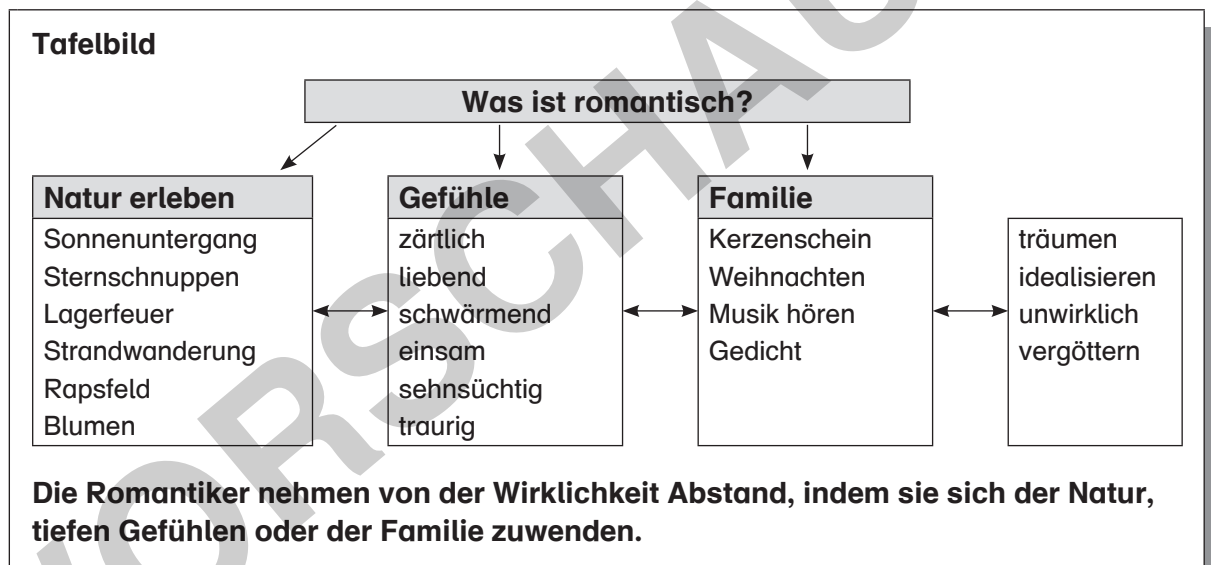 Tafelbild
Was ist romantisch?
Natur erleben
Sonnenuntergang
Sternschnuppen
Lagerfeuer
Strandwanderung
Rapsfeld
Blumen
Gefühle
zärtlich
liebend
schwärmend
einsam
sehnsüchtig
traurig
Familie
Kerzenschein
Weihnachten
Musik hören
Gedicht
träumen
idealisieren
unwirklich
vergöttern
Die Romantiker nehmen von der Wirklichkeit Abstand, indem sie sich der Natur,
tiefen Gefühlen oder der Familie zuwenden.
VORSCHAU